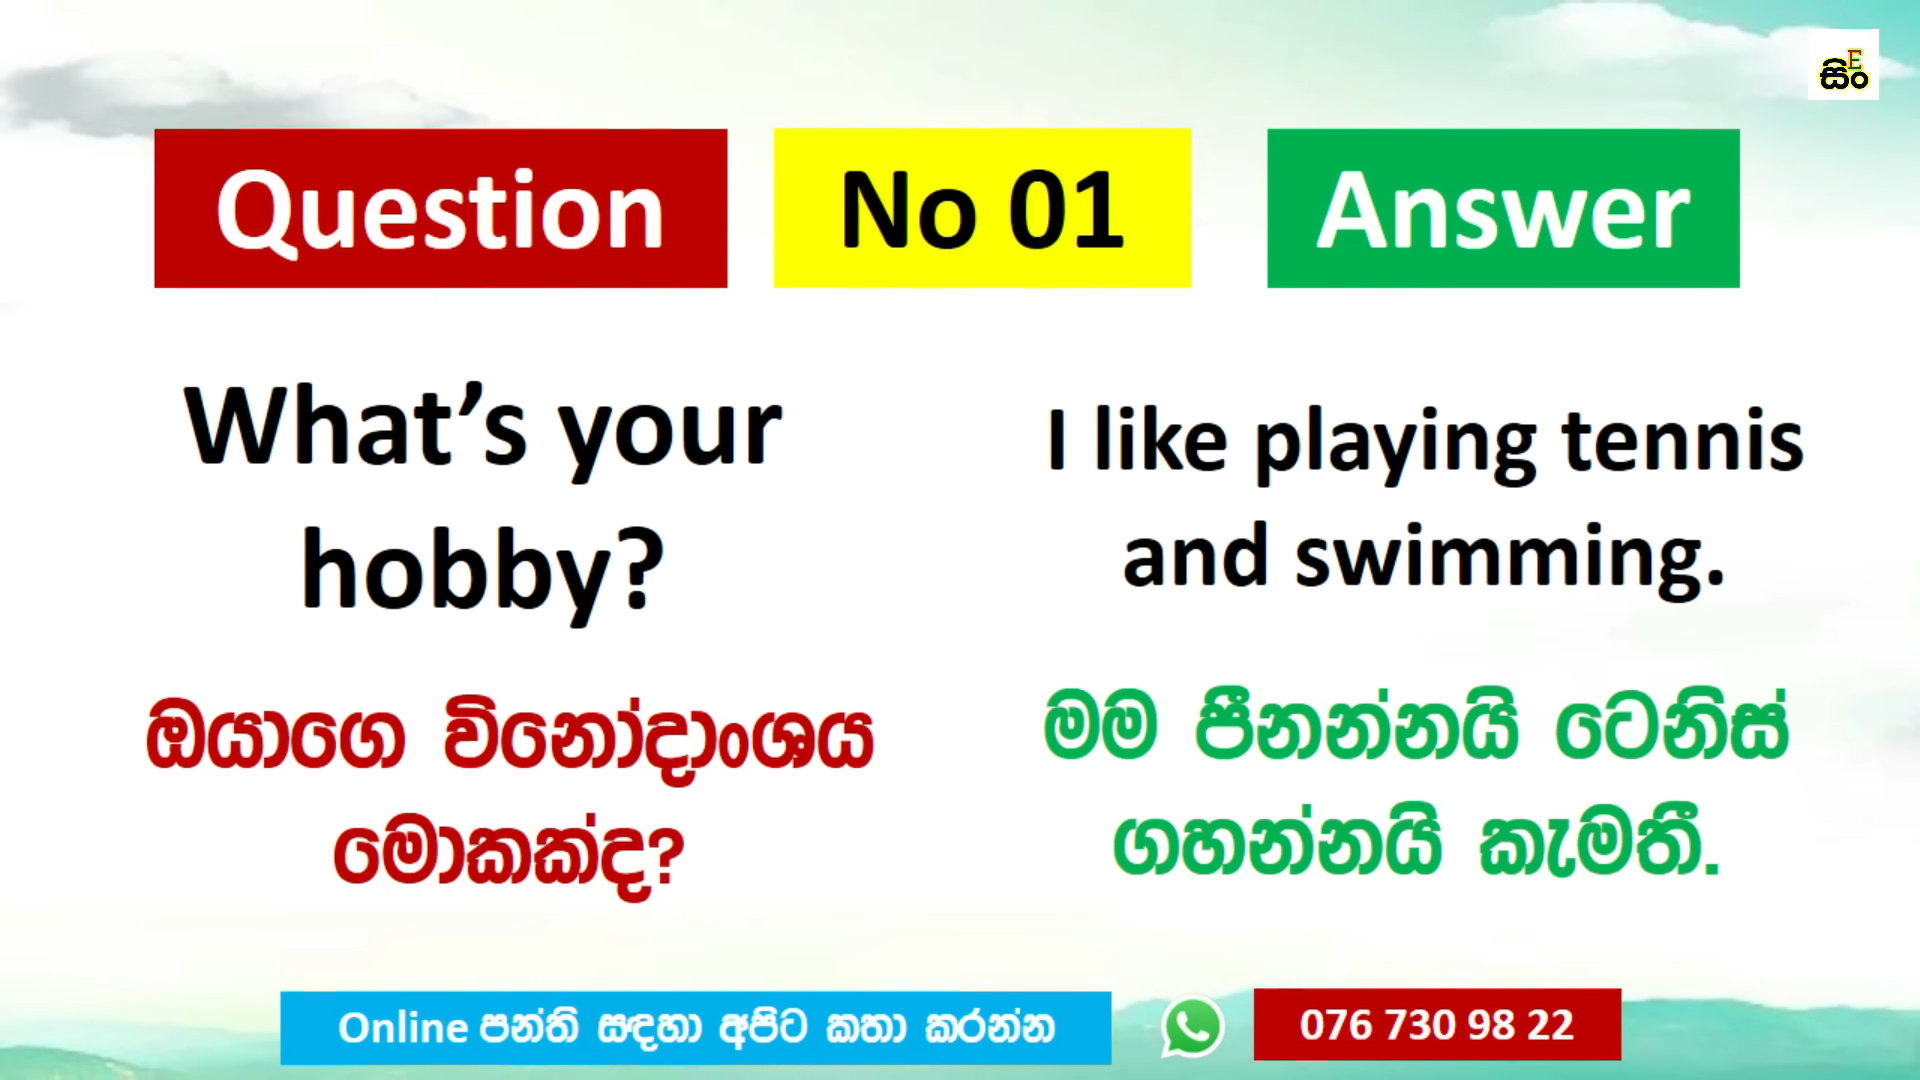 සිං
E
Question
No 01
Answer
What's your
hobby?
I like playing tennis
and swimming.
ඔයාගෙ විනෝදාංශය
මොකක්ද?
මම පීනන්නයි ටෙනිස්
ගහන්නයි කැමතී.
Online පන්ති සඳහා අපිට කතා කරන්න
076 730 98 22